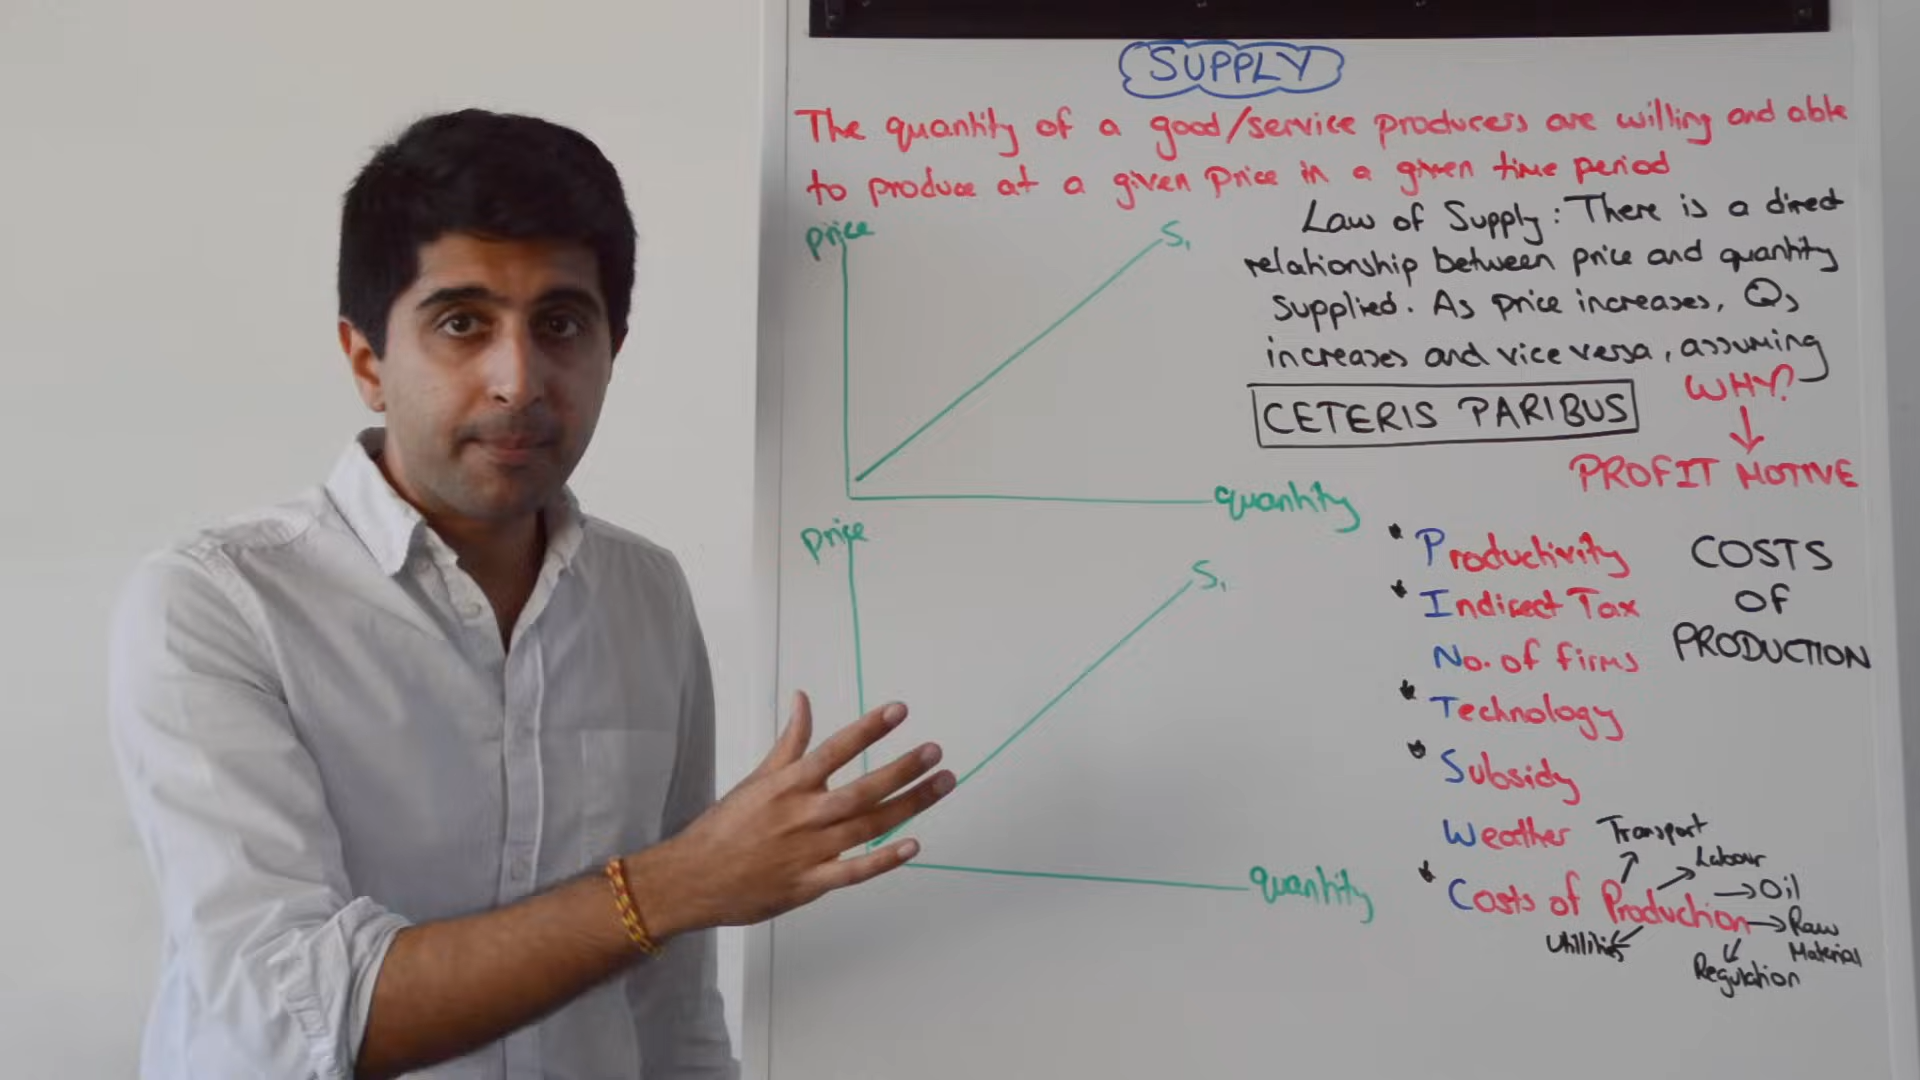 SUPPLY
The quantity of a good/service producers are willing and able
to produce at a given price in a given time period
Law of Supply: There is a direct
relationship between price and quantity
supplied. As price increases, Qs
increases and vice versa, assuming
CETERIS PARIBUS
WHY?
PROFIT MOTIVE
price
S₁
quantity
price
S₁
quantity
Productivity
Indirect Tax
No. of firms
Technology
Subsidy
Weather
Costs of Production
COSTS
OF
PRODUCTION
Transport
Labour
Oil
Raw
Material
Regulation